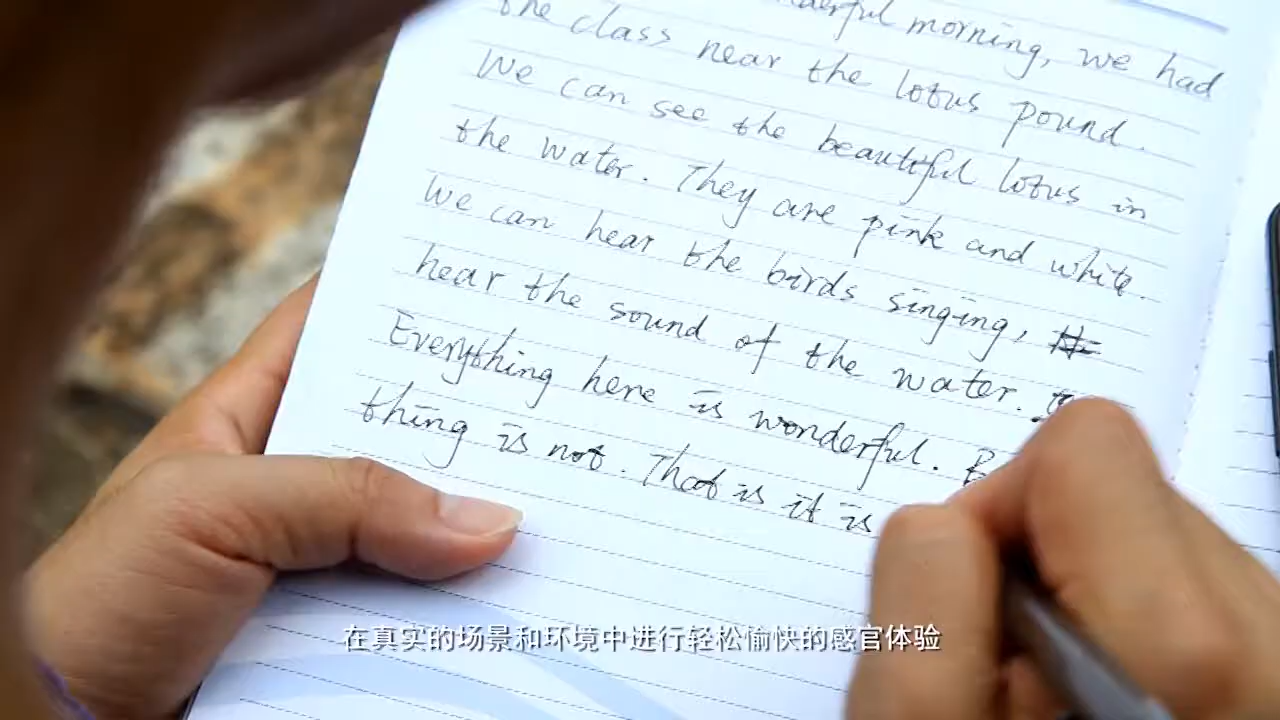 wonderful morning, we had
the class near the lotus pound.
We can see the beautiful lotus in
the water. They are pink and white.
We can hear the birds singing,
hear the sound of the water.
Everything here is wonderful.
thing is not. That is it is
在真实的场景和环境中进行轻松愉快的感官体验